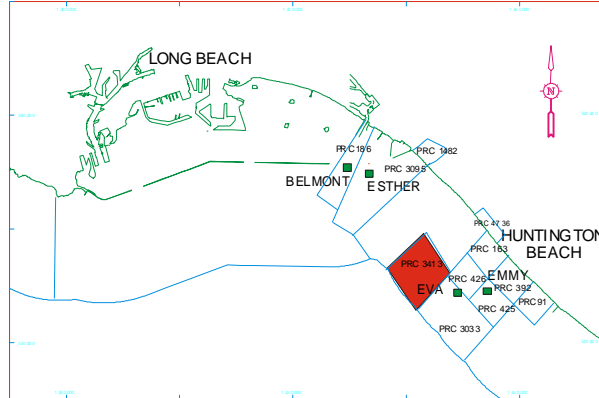 LONG BEACH
N
PRC 186
PRC 1482
PRC 3095
BELMONT
ESTHER
PRC 4736
HUNTINGTON
BEACH
PRC 163
PRC 3413
PRC 426
EMMY
EVA
PRC 392
PRC 91
PRC 425
PRC 3033